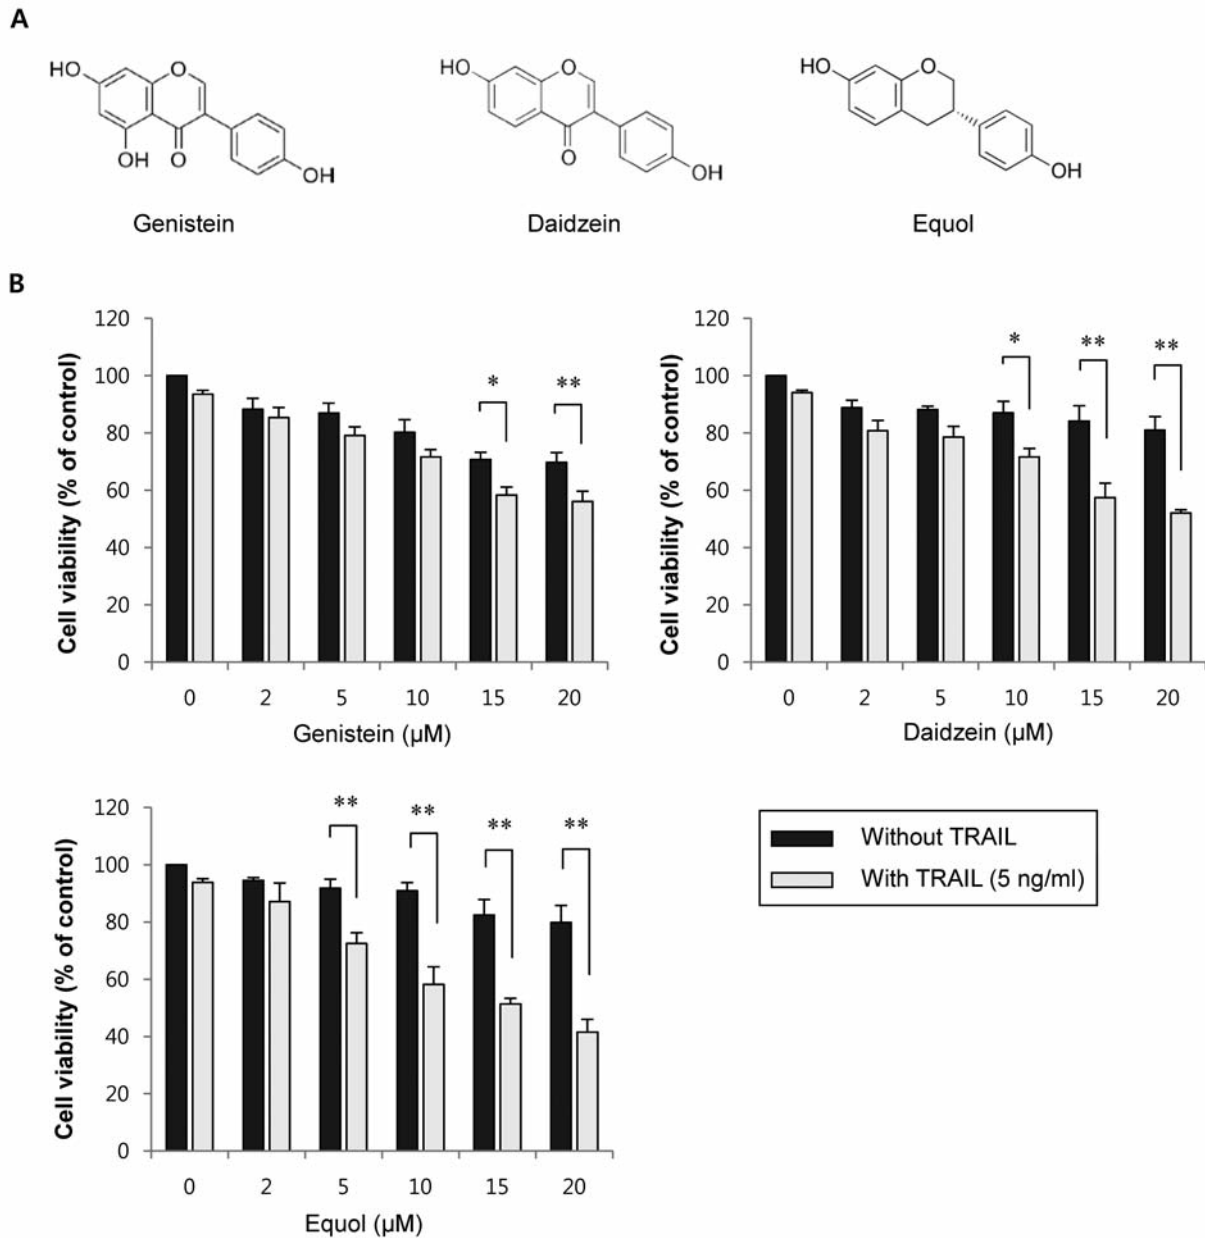 A
HO
O
OH
O
OH
HO
O
O
OH
HO
O
OH
Genistein
Daidzein
Equol
B
Cell viability (% of control)
120
100
80
60
40
20
0
*
**
0 2 5 10 15 20
Genistein (µM)
Cell viability (% of control)
120
100
80
60
40
20
0
*
**
**
0 2 5 10 15 20
Daidzein (µM)
Cell viability (% of control)
120
100
80
60
40
20
0
**
**
**
**
0 2 5 10 15 20
Equol (µM)
Without TRAIL
With TRAIL (5 ng/ml)